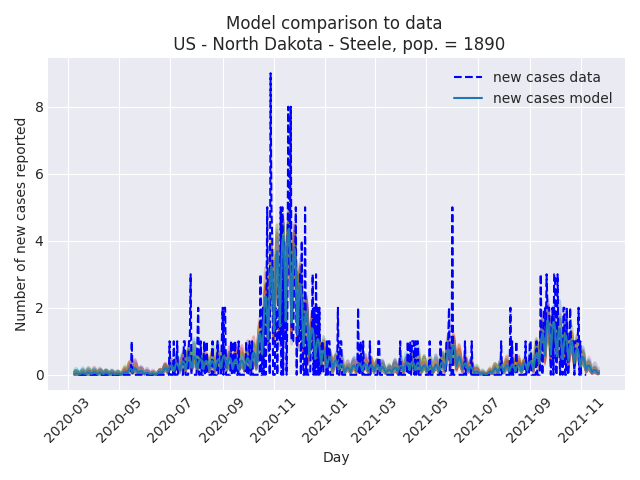 Model comparison to data
US - North Dakota - Steele, pop. = 1890
new cases data
new cases model
Number of new cases reported
8
6
4
2
0
2020-03
2020-05
2020-07
2020-09
2020-11
2021-01
2021-03
2021-05
2021-07
2021-09
2021-11
Day